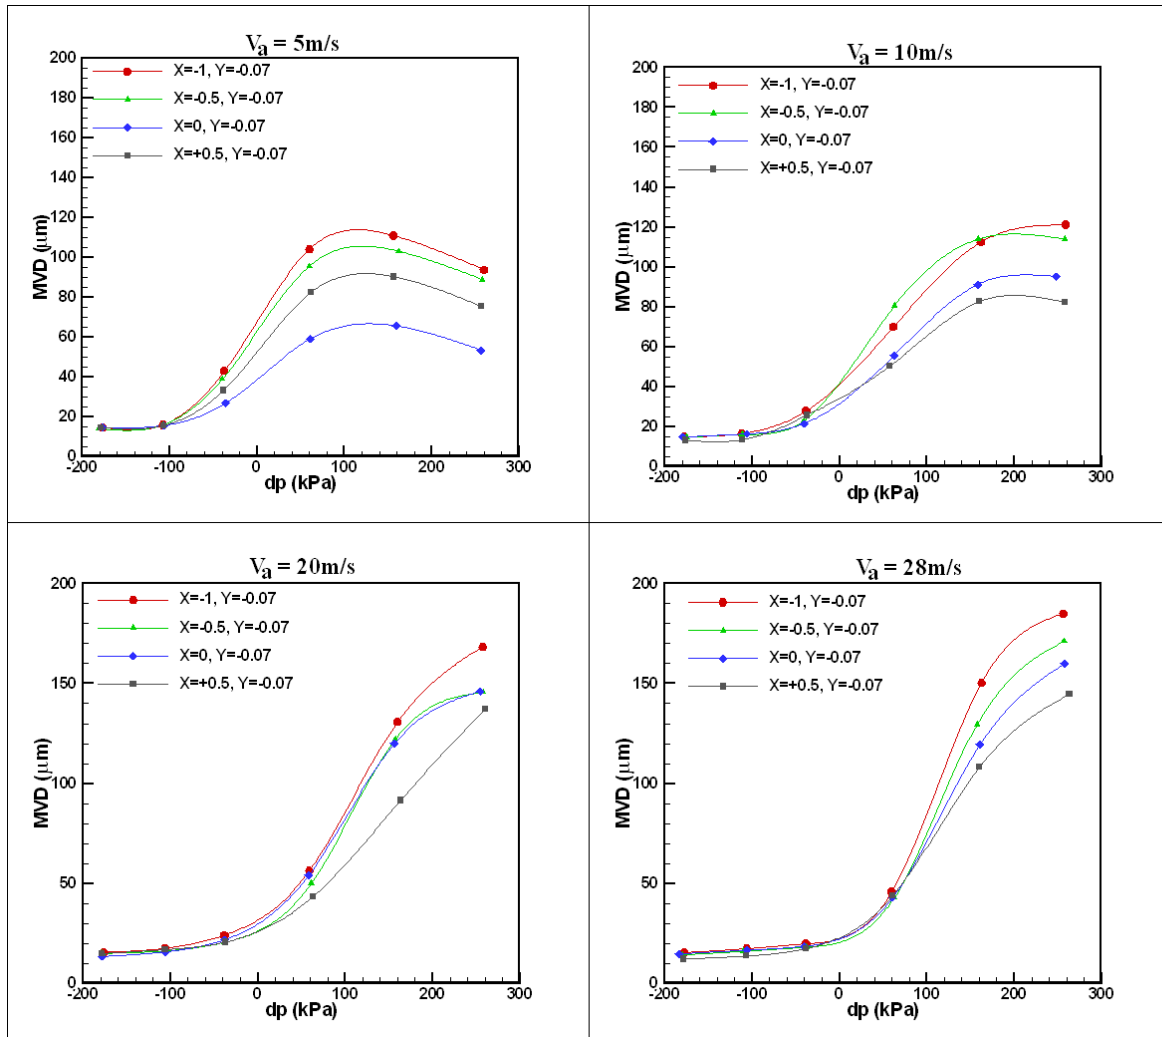 Va = 5m/s
200
180
160
140
120
100
80
60
40
20
0
MVD (μm)
X=-1, Y=-0.07
X=-0.5, Y=-0.07
X=0, Y=-0.07
X=+0.5, Y=-0.07
-200 -100 0 100 200 300
dp (kPa)
Va = 10m/s
200
180
160
140
120
100
80
60
40
20
0
MVD (μm)
X=-1, Y=-0.07
X=-0.5, Y=-0.07
X=0, Y=-0.07
X=+0.5, Y=-0.07
-200 -100 0 100 200 300
dp (kPa)
Va = 20m/s
200
150
100
50
0
MVD (μm)
X=-1, Y=-0.07
X=-0.5, Y=-0.07
X=0, Y=-0.07
X=+0.5, Y=-0.07
-200 -100 0 100 200 300
dp (kPa)
Va = 28m/s
200
150
100
50
0
MVD (μm)
X=-1, Y=-0.07
X=-0.5, Y=-0.07
X=0, Y=-0.07
X=+0.5, Y=-0.07
-200 -100 0 100 200 300
dp (kPa)